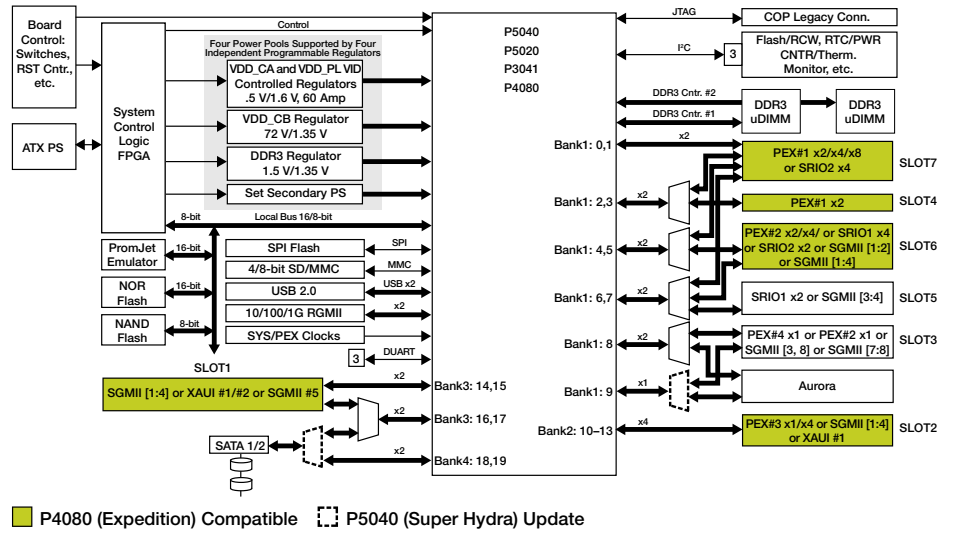 Board
Control:
Switches,
RST Cntr.,
etc.
ATX PS
System
Control
Logic
FPGA
Control
Four Power Pools Supported by Four
Independent Programmable Regulators
VDD_CA and VDD_PL VID
Controlled Regulators
.5 V/1.6 V, 60 Amp
VDD_CB Regulator
72 V/1.35 V
DDR3 Regulator
1.5 V/1.35 V
Set Secondary PS
8-bit
Local Bus 16/8-bit
PromJet
Emulator
16-bit
NOR
Flash
16-bit
NAND
Flash
8-bit
SPI Flash
SPI
4/8-bit SD/MMC
MMC
USB 2.0
USB x2
10/100/1G RGMII
x2
SYS/PEX Clocks
3
DUART
SLOT1
SGMII [1:4] or XAUI #1/#2 or SGMII #5
x2
x2
SATA 1/2
x2
P5040
P5020
P3041
P4080
Bank1: 0,1
Bank1: 2,3
Bank1: 4,5
Bank1: 6,7
Bank1: 8
Bank1: 9
Bank2: 10–13
Bank3: 14,15
Bank3: 16,17
Bank4: 18,19
JTAG
COP Legacy Conn.
I²C
3
Flash/RCW, RTC/PWR
CNTR/Therm.
Monitor, etc.
DDR3 Cntr. #2
DDR3 Cntr. #1
DDR3
uDIMM
DDR3
uDIMM
x2
PEX#1 x2/x4/x8
or SRIO2 x4
SLOT7
x2
PEX#1 x2
SLOT4
x2
PEX#2 x2/x4/ or SRIO1 x4
or SRIO2 x2 or SGMII [1:2]
or SGMII [1:4]
SLOT6
x2
SRIO1 x2 or SGMII [3:4]
SLOT5
x2
PEX#4 x1 or PEX#2 x1 or
SGMII [3, 8] or SGMII [7:8]
SLOT3
x1
Aurora
x4
PEX#3 x1/x4 or SGMII [1:4]
or XAUI #1
SLOT2
P4080 (Expedition) Compatible
P5040 (Super Hydra) Update